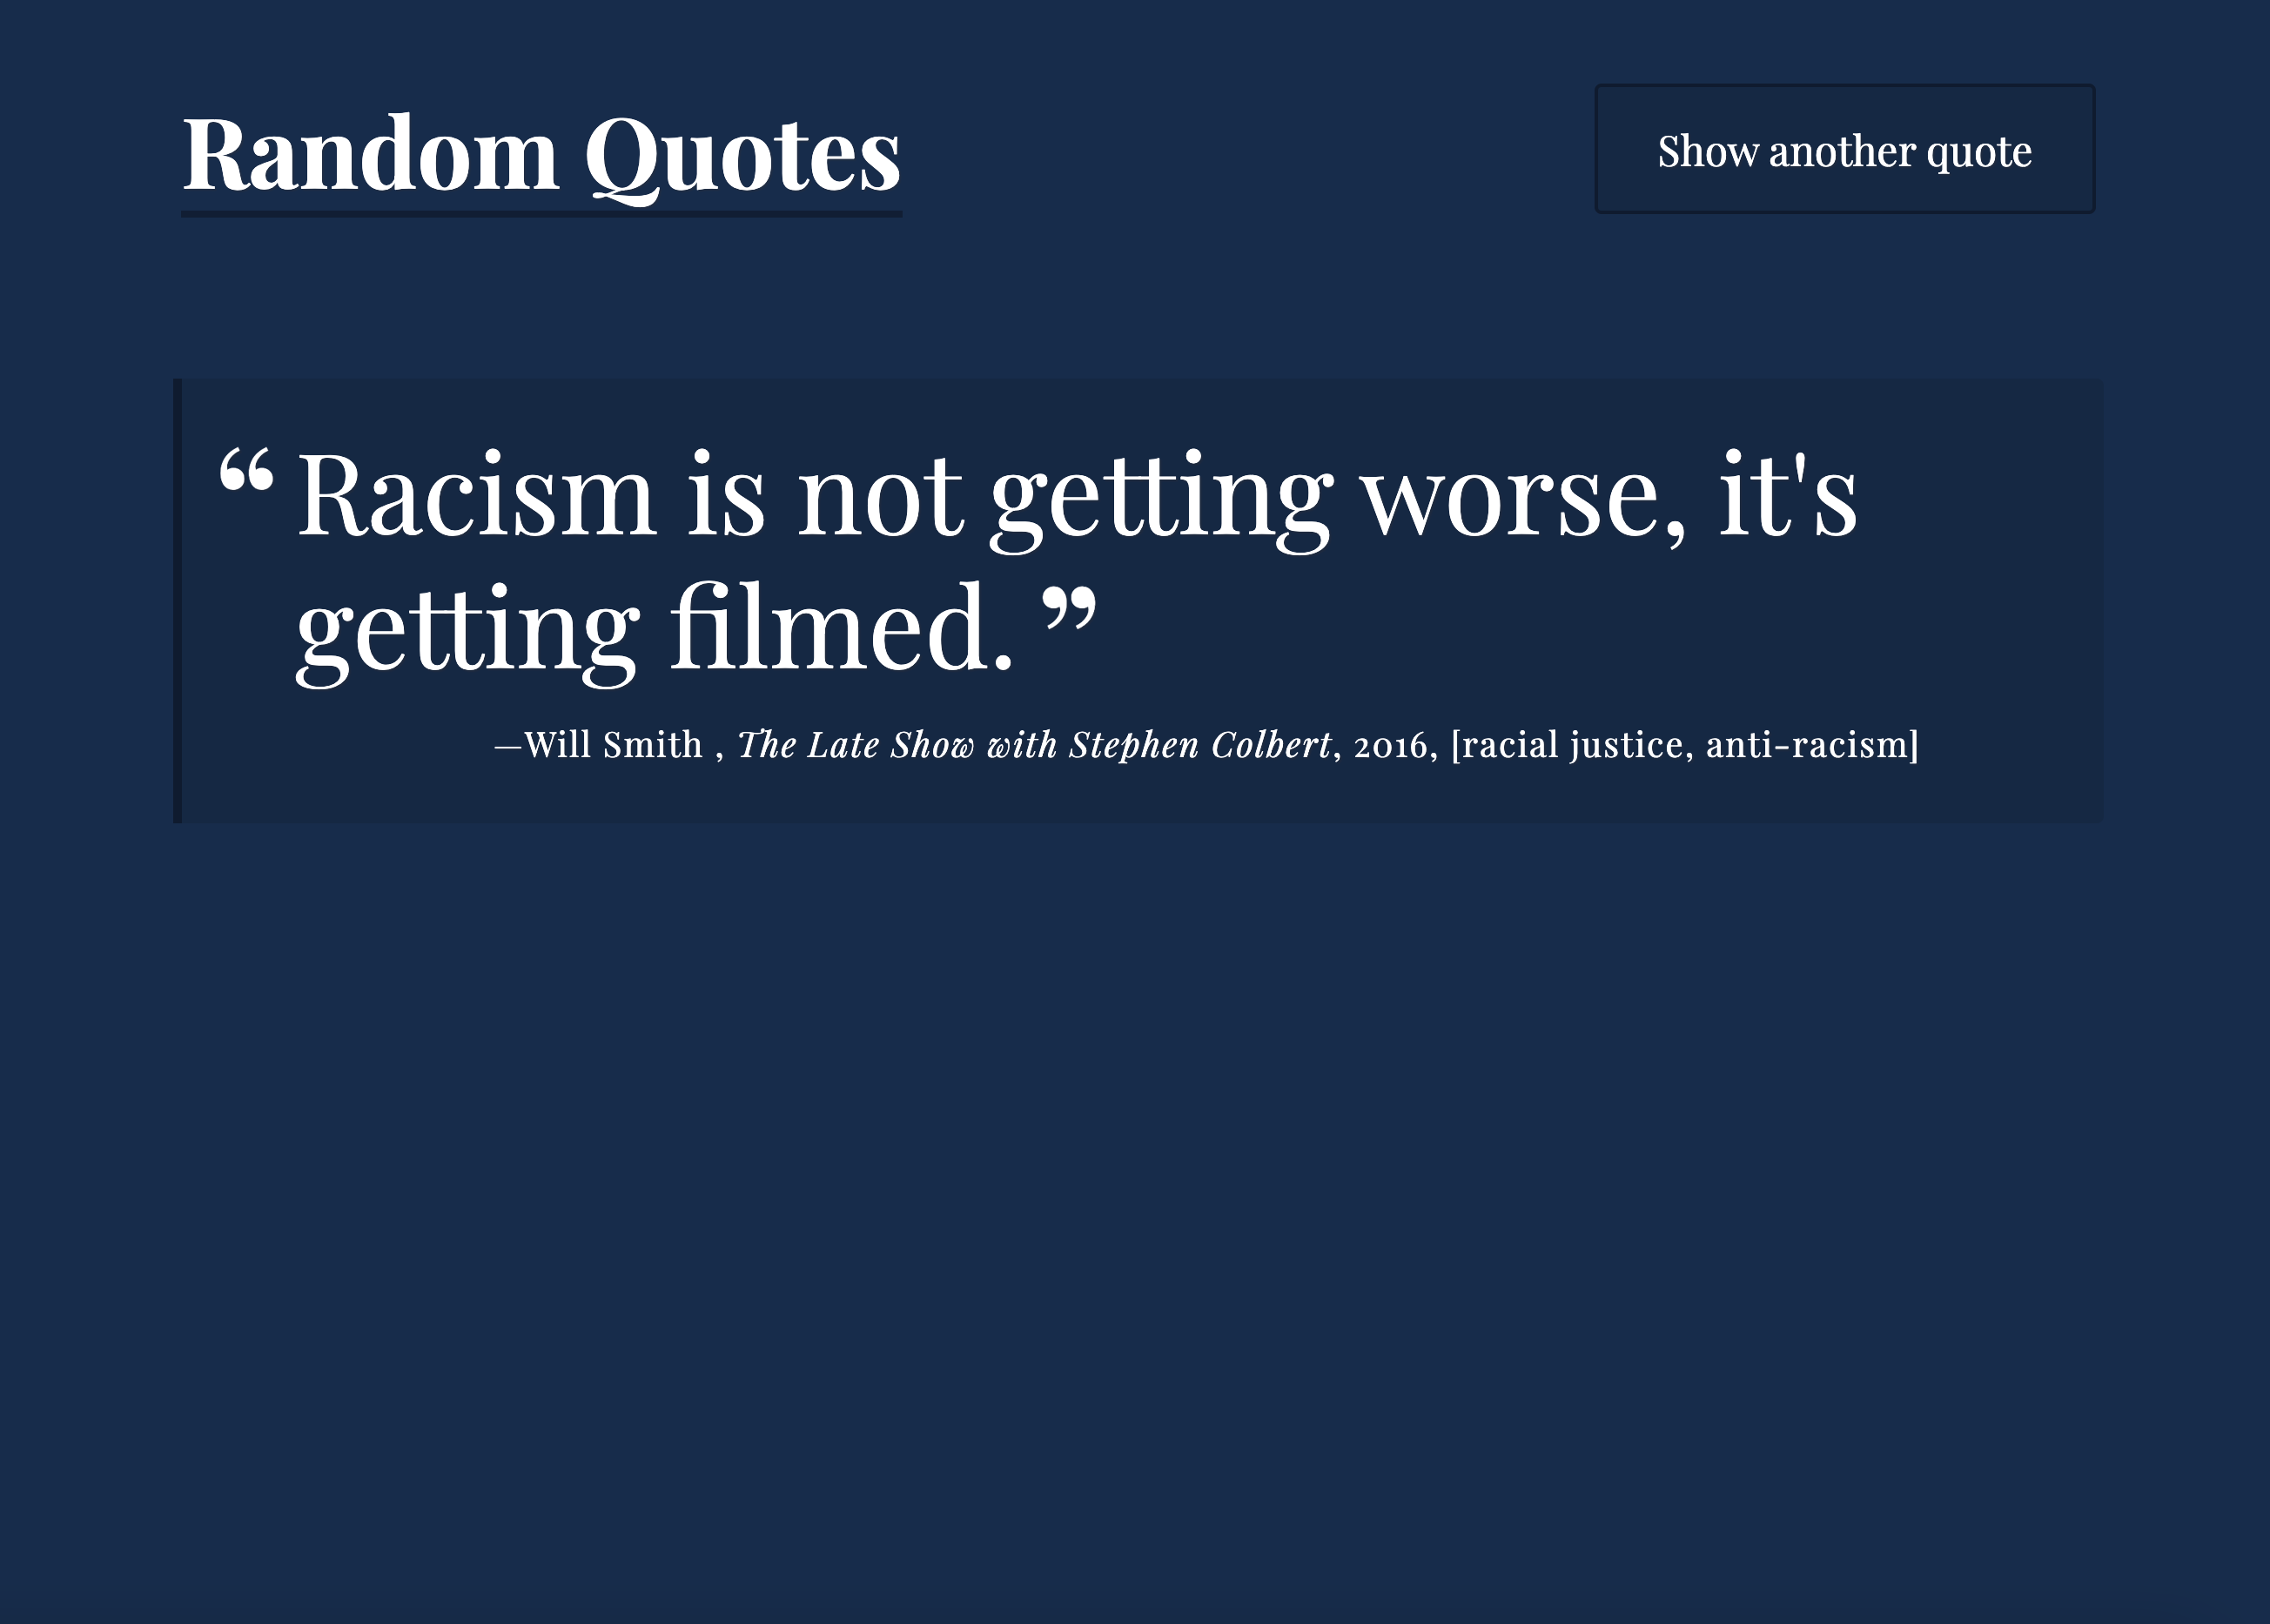 Random Quotes
Show another quote
“ Racism is not getting worse, it's
getting filmed. ”
—Will Smith , The Late Show with Stephen Colbert, 2016, [racial justice, anti-racism]